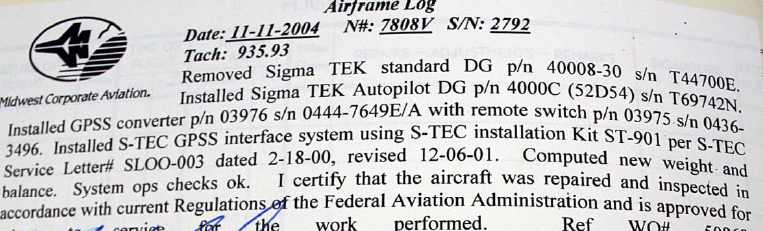 Airframe Log
Date: 11-11-2004 N#: 7808V S/N: 2792
Tach: 935.93
Midwest Corporate Aviation.
Removed Sigma TEK standard DG p/n 40008-30 s/n T44700E.
Installed Sigma TEK Autopilot DG p/n 4000C (52D54) s/n T69742N.
Installed GPSS converter p/n 03976 s/n 0444-7649E/A with remote switch p/n 03975 s/n 0436-
3496. Installed S-TEC GPSS interface system using S-TEC installation Kit ST-901 per S-TEC
Service Letter# SLOO-003 dated 2-18-00, revised 12-06-01. Computed new weight and
balance. System ops checks ok. I certify that the aircraft was repaired and inspected in
accordance with current Regulations of the Federal Aviation Administration and is approved for
service for the work performed. Ref WO#